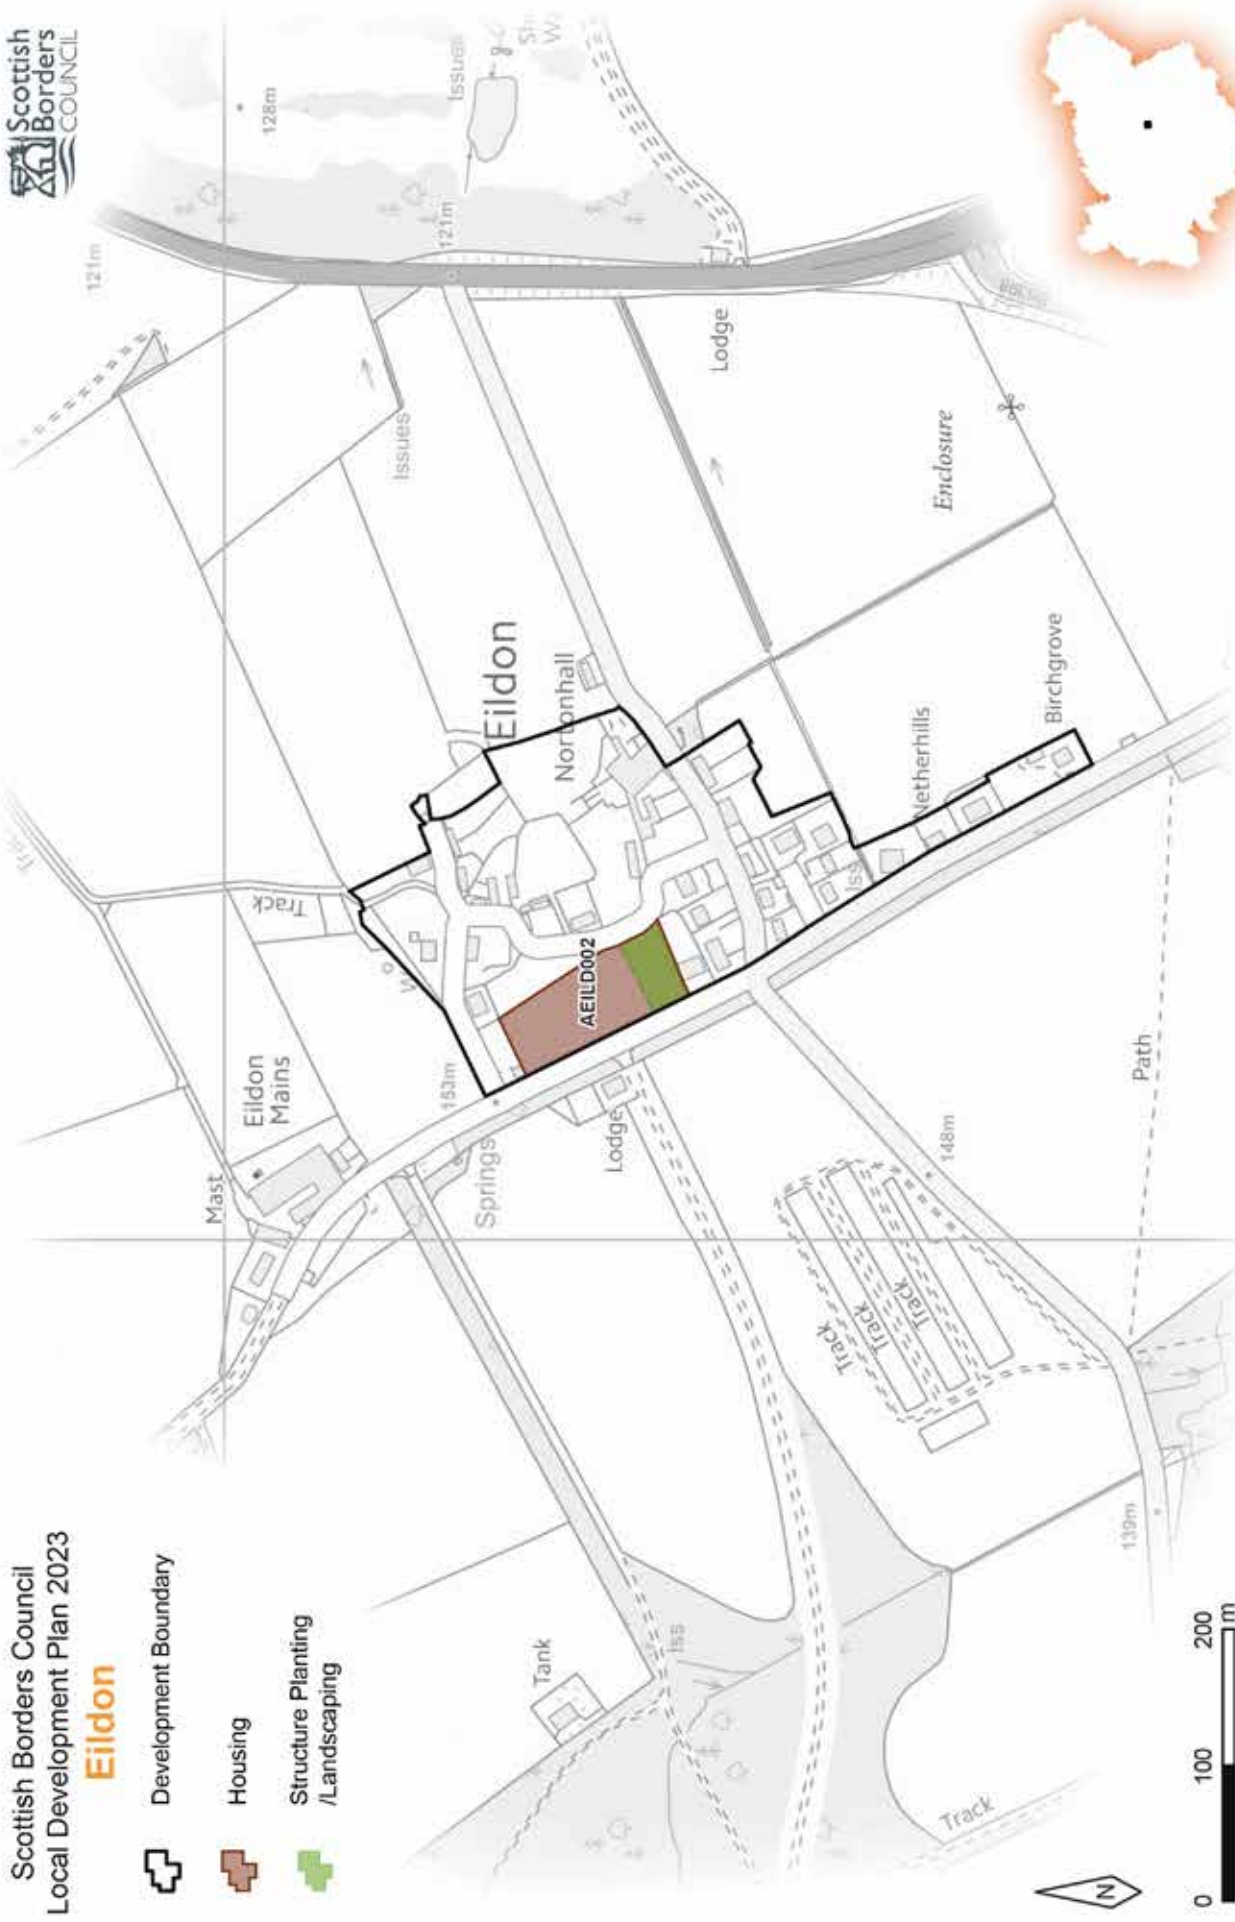 Scottish Borders Council
Local Development Plan 2023
Eildon
Development Boundary
Housing
Structure Planting
/Landscaping
Scottish
Borders
COUNCIL
Mast
Eildon
Mains
Track
121m
128m
Issues
121m
Issues
153m
Springs
Lodge
AEILD002
Eildon
Nortonhall
Lodge
Enclosure
Netherhills
Birchgrove
Iss
Tank
Iss
Track
Track
Track
148m
Path
139m
Track
N
0
100
200
m